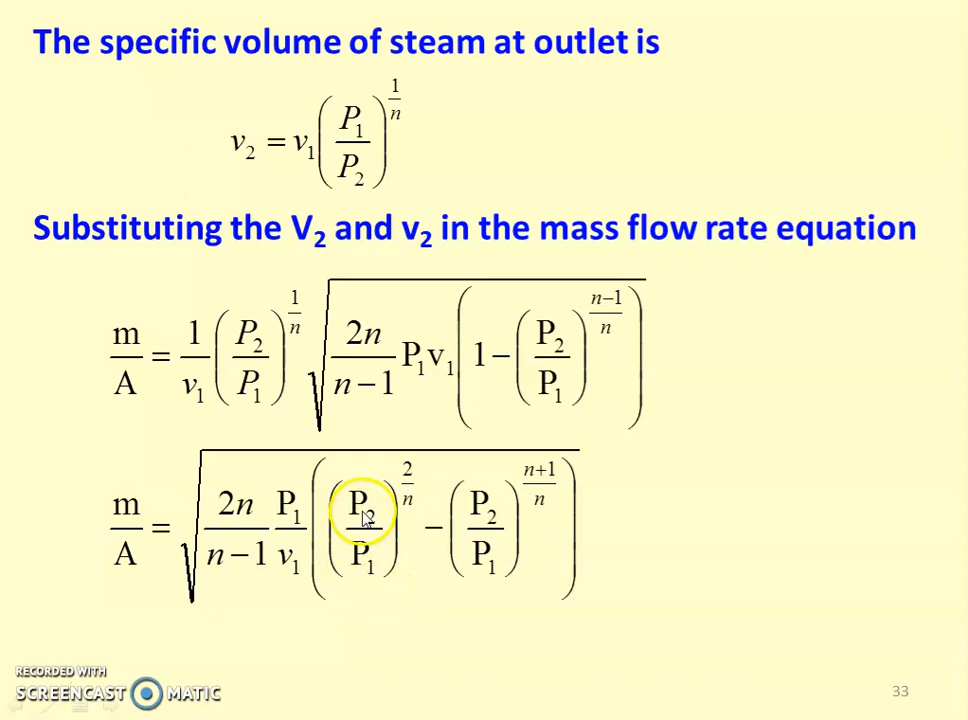 The specific volume of steam at outlet is
v₂ = v₁ (P₁/P₂)^(1/n)
Substituting the V₂ and v₂ in the mass flow rate equation
m/A = 1/v₁ (P₂/P₁)^(1/n) √(2n/(n−1) P₁v₁ (1 − (P₂/P₁)^((n−1)/n)))
m/A = √(2n/(n−1) P₁/v₁ ((P₂/P₁)^(2/n) − (P₂/P₁)^((n+1)/n)))
RECORDED WITH
SCREENCAST MATIC
33